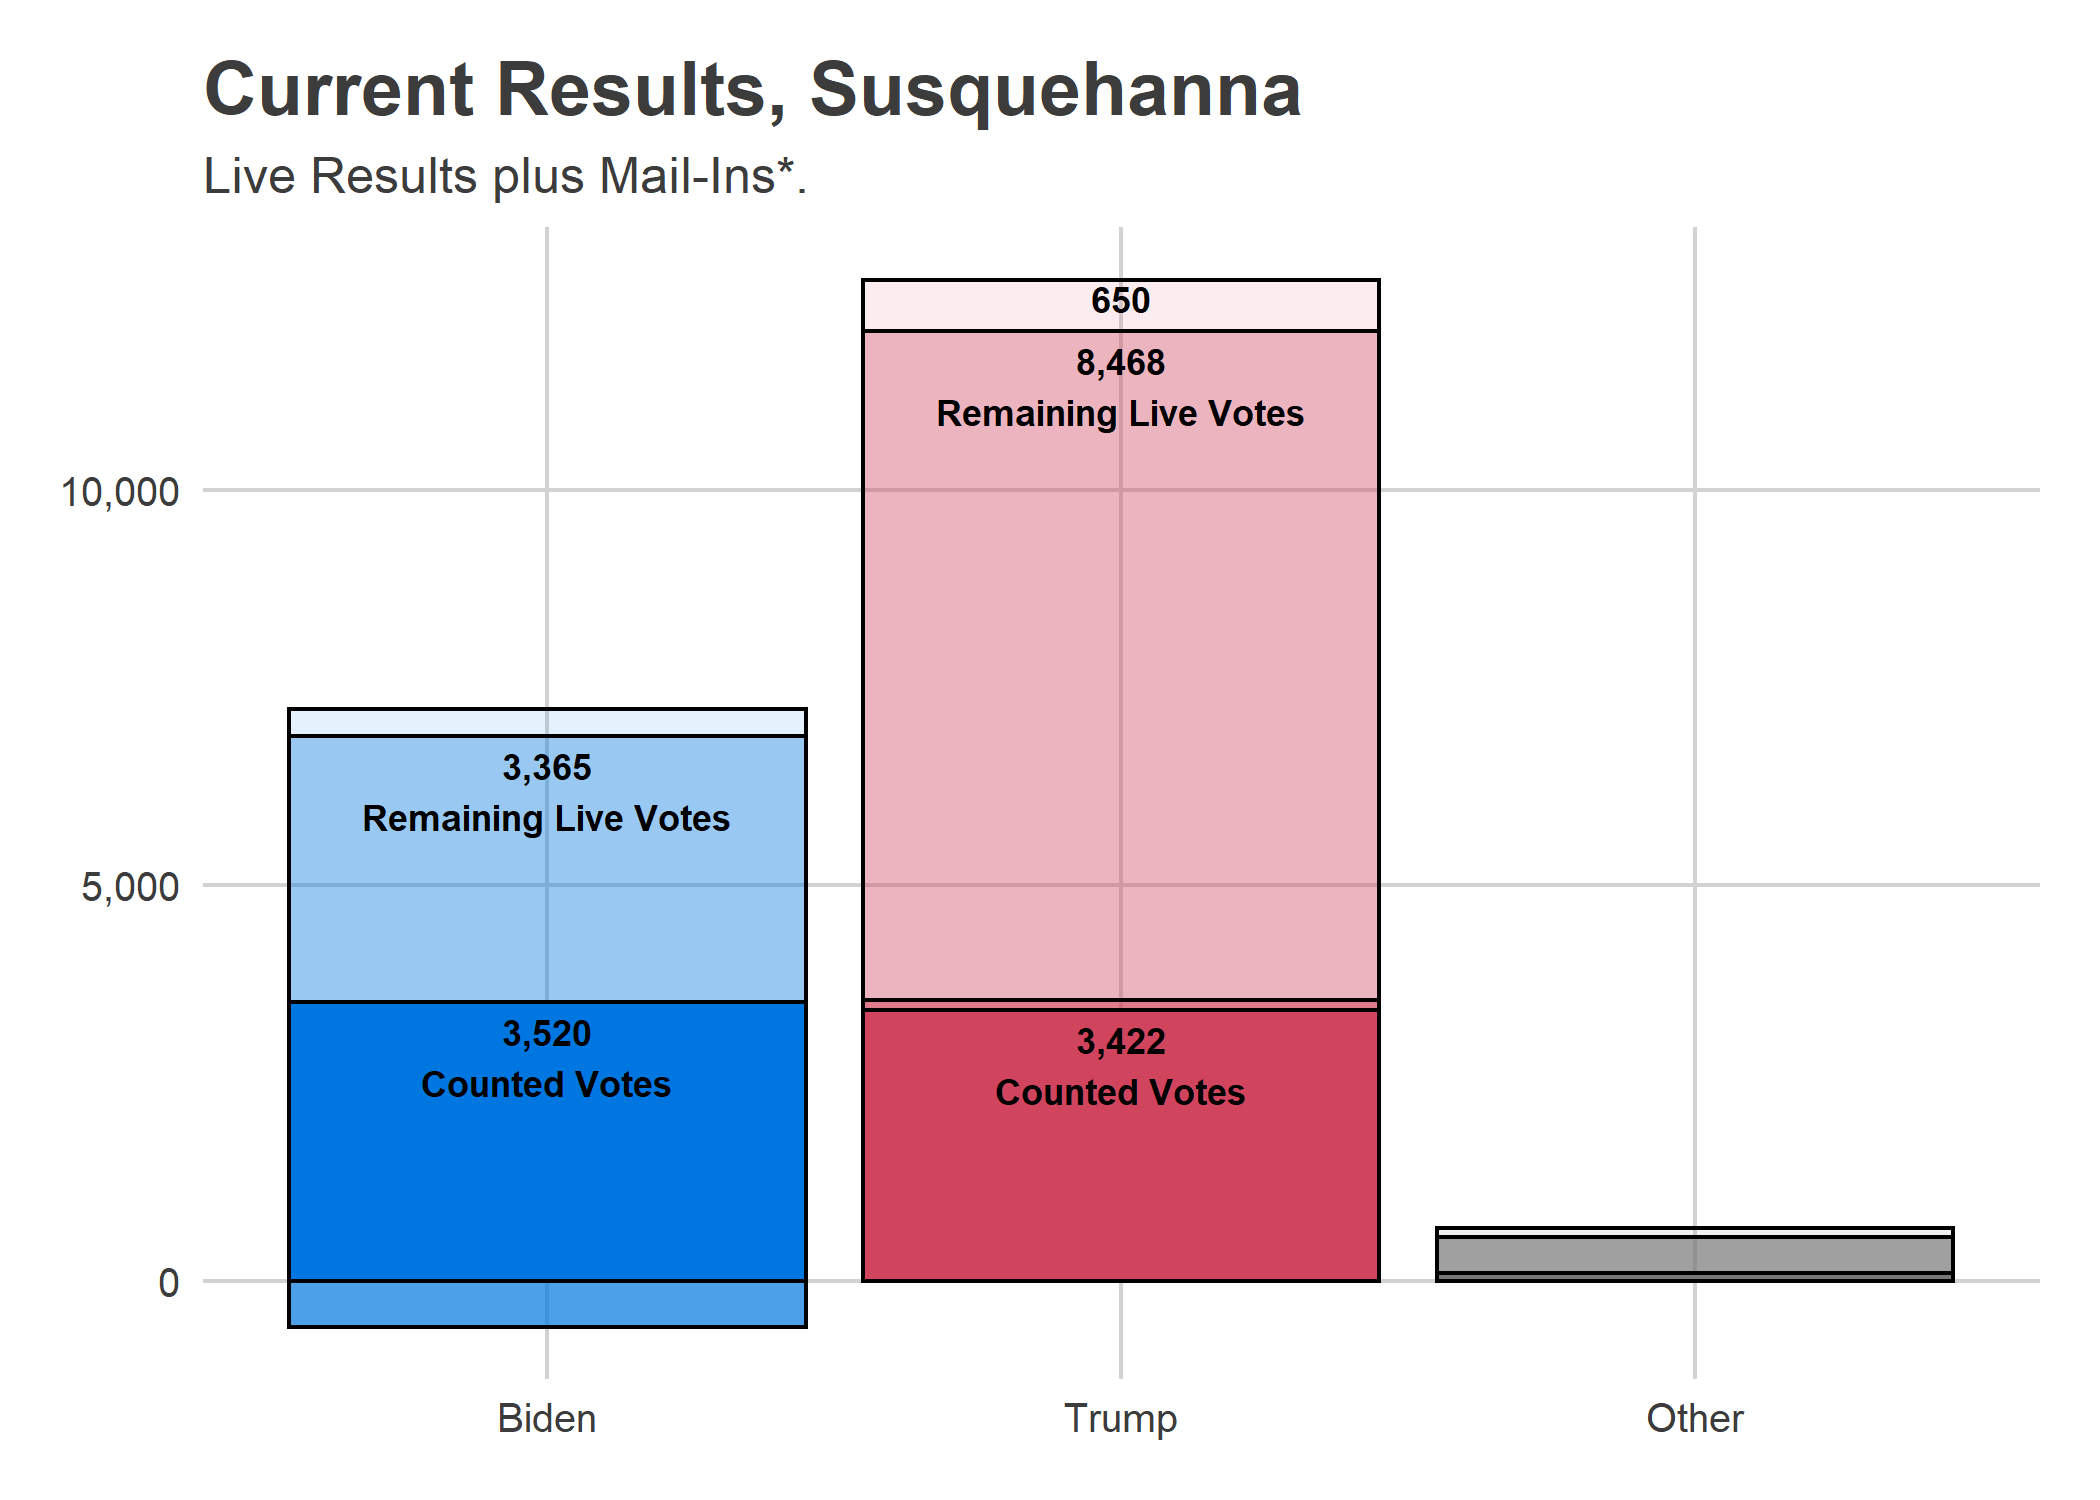 Current Results, Susquehanna
Live Results plus Mail-Ins*.
650
8,468
Remaining Live Votes
10,000
3,365
Remaining Live Votes
5,000
3,520
Counted Votes
3,422
Counted Votes
0
Biden
Trump
Other